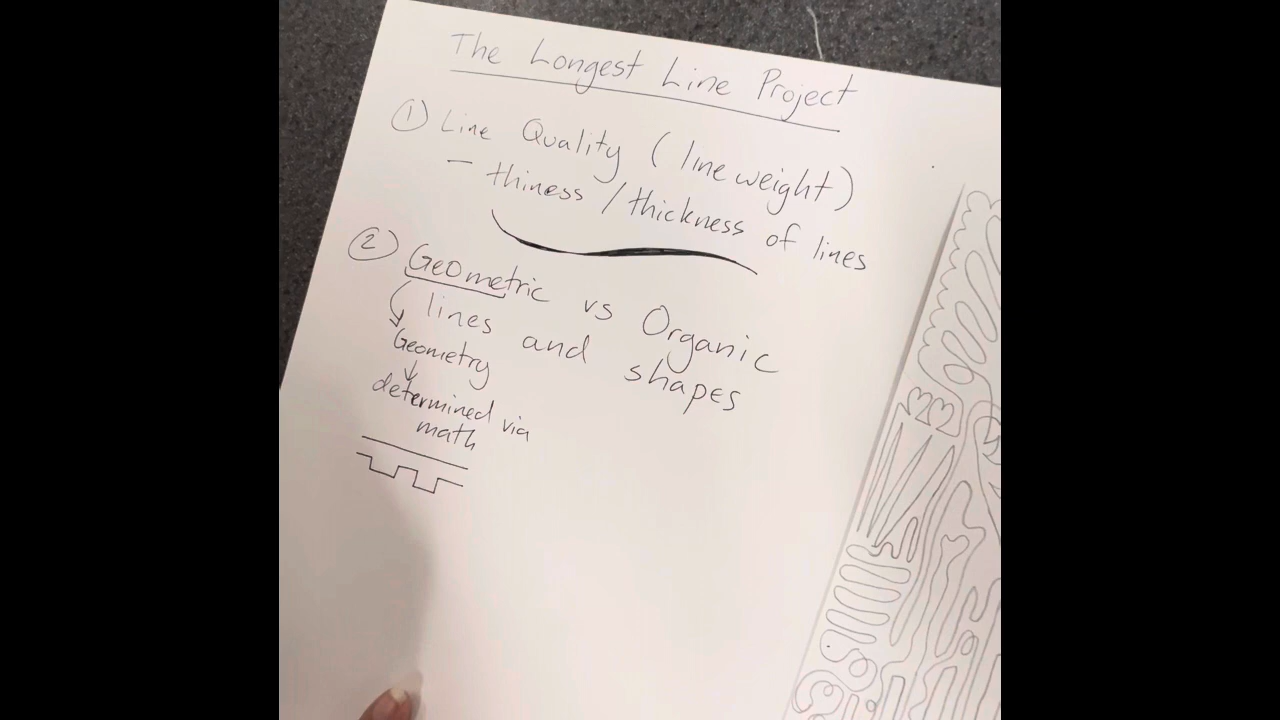 The Longest Line Project
① Line Quality (line weight)
- thiness / thickness of lines
② Geometric vs Organic
lines and shapes
Geometry
determined via
math